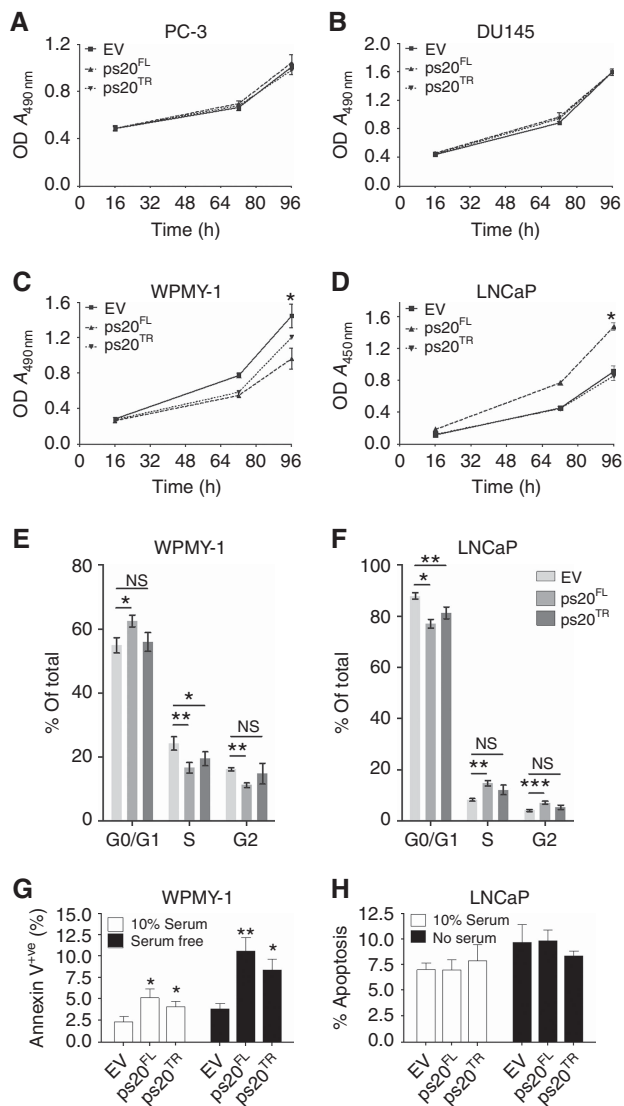 A
PC-3
EV
ps20FL
ps20TR
OD A490 nm
1.2
0.8
0.4
0.0
0 16 32 48 64 80 96
Time (h)
B
DU145
EV
ps20FL
ps20TR
OD A490 nm
2.0
1.6
1.2
0.8
0.4
0.0
0 16 32 48 64 80 96
Time (h)
C
WPMY-1
EV
ps20FL
ps20TR
*
OD A490 nm
1.6
1.2
0.8
0.4
0.0
0 16 32 48 64 80 96
Time (h)
D
LNCaP
EV
ps20FL
ps20TR
*
OD A450 nm
2.0
1.6
1.2
0.8
0.4
0.0
0 16 32 48 64 80 96
Time (h)
E
WPMY-1
% Of total
80
60
40
20
0
NS
*
*
**
NS
**
G0/G1 S G2
F
LNCaP
EV
ps20FL
ps20TR
% Of total
100
80
60
40
20
0
**
*
NS
**
NS
***
G0/G1 S G2
G
WPMY-1
10% Serum
Serum free
Annexin V+ve (%)
15.0
12.5
10.0
7.5
5.0
2.5
0.0
* * ** *
EV ps20FL ps20TR EV ps20FL ps20TR
H
LNCaP
10% Serum
No serum
% Apoptosis
12.5
10.0
7.5
5.0
2.5
0.0
EV ps20FL ps20TR EV ps20FL ps20TR